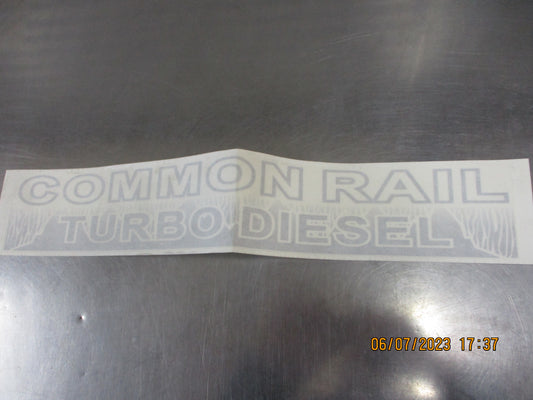 COMMON RAIL
TURBO DIESEL
06/07/2023 17:37